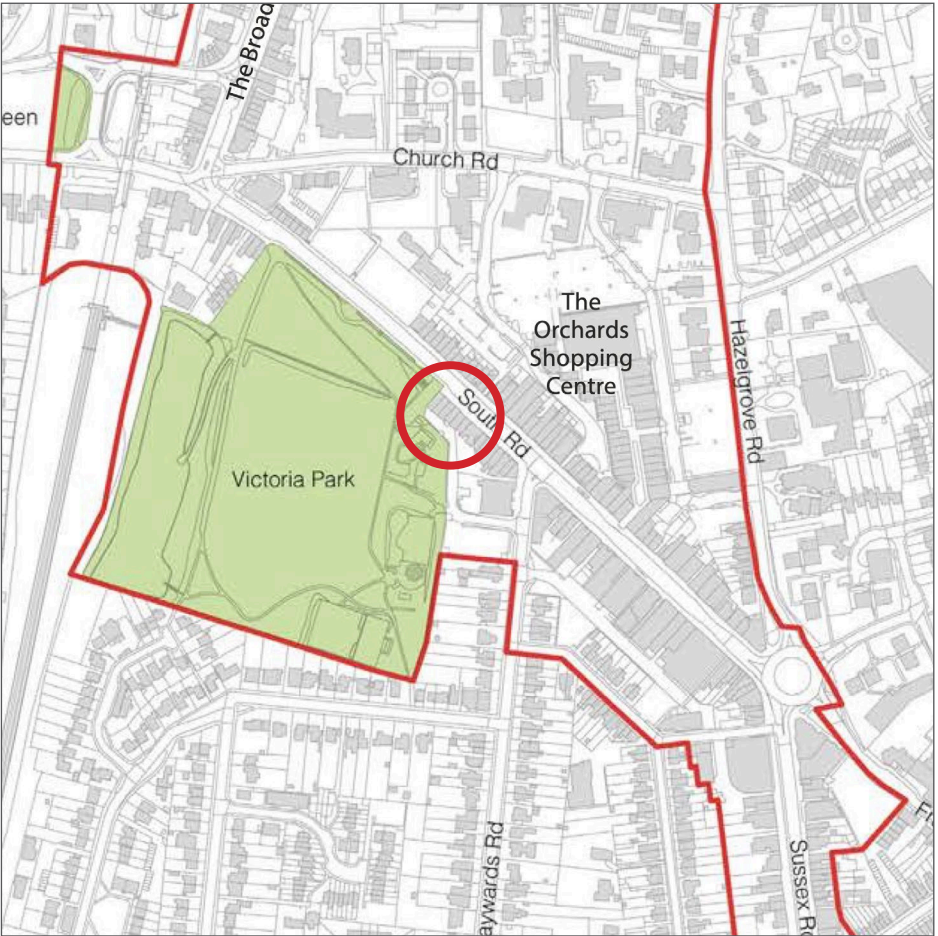 The Broad
een
Church Rd
The
Orchards
Shopping
Centre
Hazelgrove Rd
South Rd
Victoria Park
aywards Rd
Sussex Rd